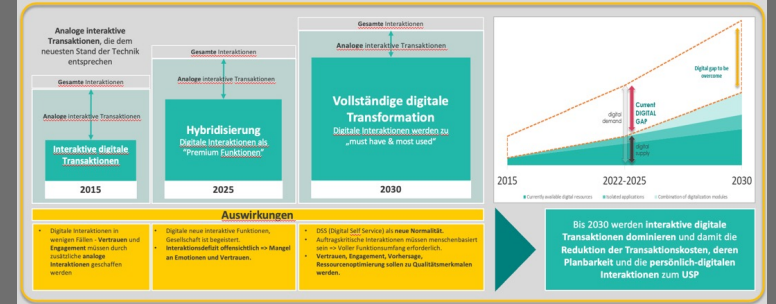 Analoge interaktive
Transaktionen, die dem
neuesten Stand der Technik
entsprechen
Gesamte Interaktionen
Analoge interaktive Transaktionen
Interaktive digitale
Transaktionen
2015
Gesamte Interaktionen
Analoge interaktive Transaktionen
Hybridisierung
Digitale Interaktionen als
"Premium Funktionen"
2025
Gesamte Interaktionen
Analoge interaktive Transaktionen
Vollständige digitale
Transformation
Digitale Interaktionen werden zu
„must have & most used"
2030
Digital gap to be
overcome
digital
demand
Current
DIGITAL
GAP
digital
supply
2015
2022-2025
2030
Currently available digital resources
Isolated applications
Combination of digitalization modules
Auswirkungen
• Digitale Interaktionen in
wenigen Fällen - Vertrauen und
Engagement müssen durch
zusätzliche analoge
Interaktionen geschaffen
werden
• Digitale neue interaktive Funktionen,
Gesellschaft ist begeistert.
• Interaktionsdefizit offensichtlich => Mangel
an Emotionen und Vertrauen.
• DSS (Digital Self Service) als neue Normalität.
• Auftragskritische Interaktionen müssen menschenbasiert
sein => Voller Funktionsumfang erforderlich.
• Vertrauen, Engagement, Vorhersage,
Ressourcenoptimierung sollen zu Qualitätsmerkmalen
werden.
Bis 2030 werden interaktive digitale
Transaktionen dominieren und damit die
Reduktion der Transaktionskosten, deren
Planbarkeit und die persönlich-digitalen
Interaktionen zum USP